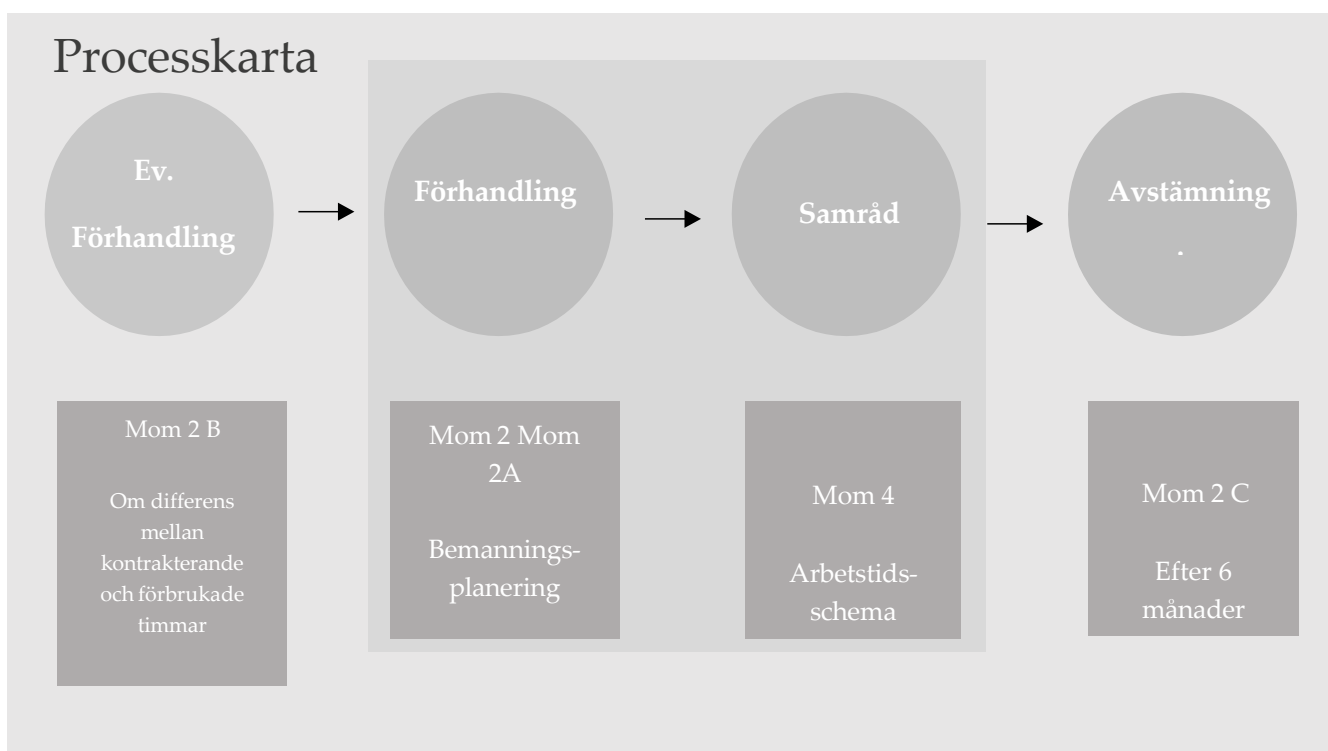 Processkarta
Ev.
Förhandling
Förhandling
Samråd
Avstämning
.
Mom 2 B
Om differens
mellan
kontrakterande
och förbrukade
timmar
Mom 2 Mom
2A
Bemannings-
planering
Mom 4
Arbetstids-
schema
Mom 2 C
Efter 6
månader